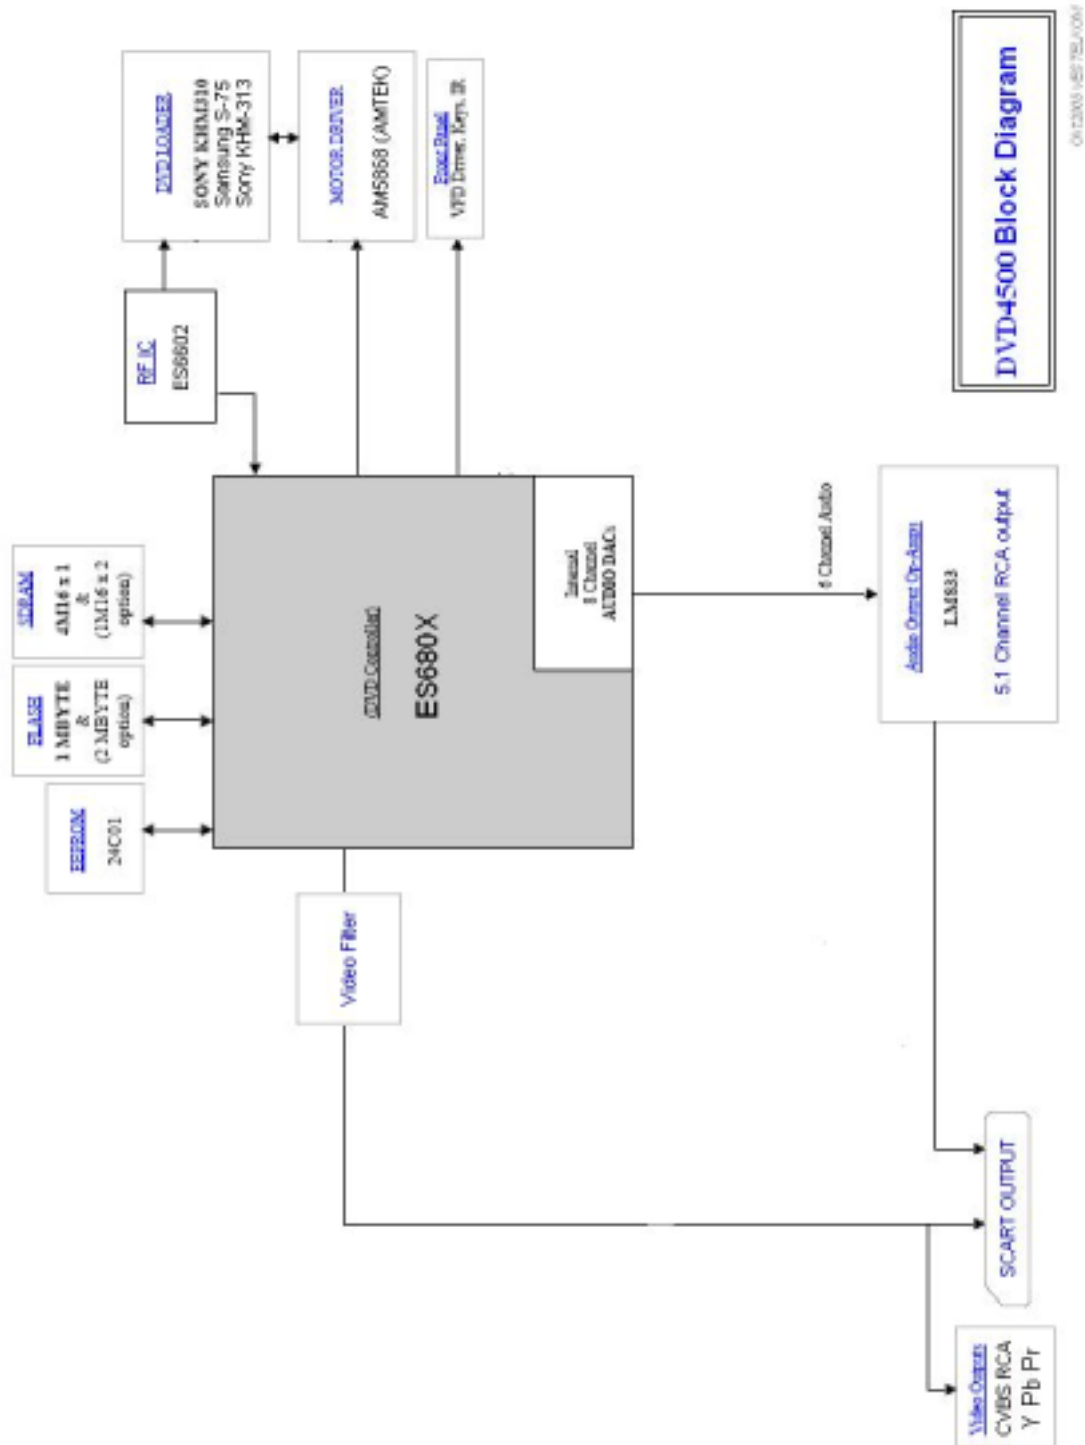 DVD LOADER
SONY KHM310
Samsung S-75
Sony KHM-313
MOTOR DRIVER
AM5868 (AMTEK)
Front Panel
VFD Driver, Keys, IR
RF IC
ES6602
SDRAM
4M16 x 1
&
(1M16 x 2
option)
FLASH
1 MBYTE
&
(2 MBYTE
option)
EEPROM
24C01
(DVD Controller)
ES680X
Internal
Channel
AUDIO DACs
6 Channel Audio
Audio Output Op-Amps
LM833
5.1 Channel RCA output
Video Filter
SCART OUTPUT
Video Outputs
CVBS RCA
Y Pb Pr
DVD4500 Block Diagram